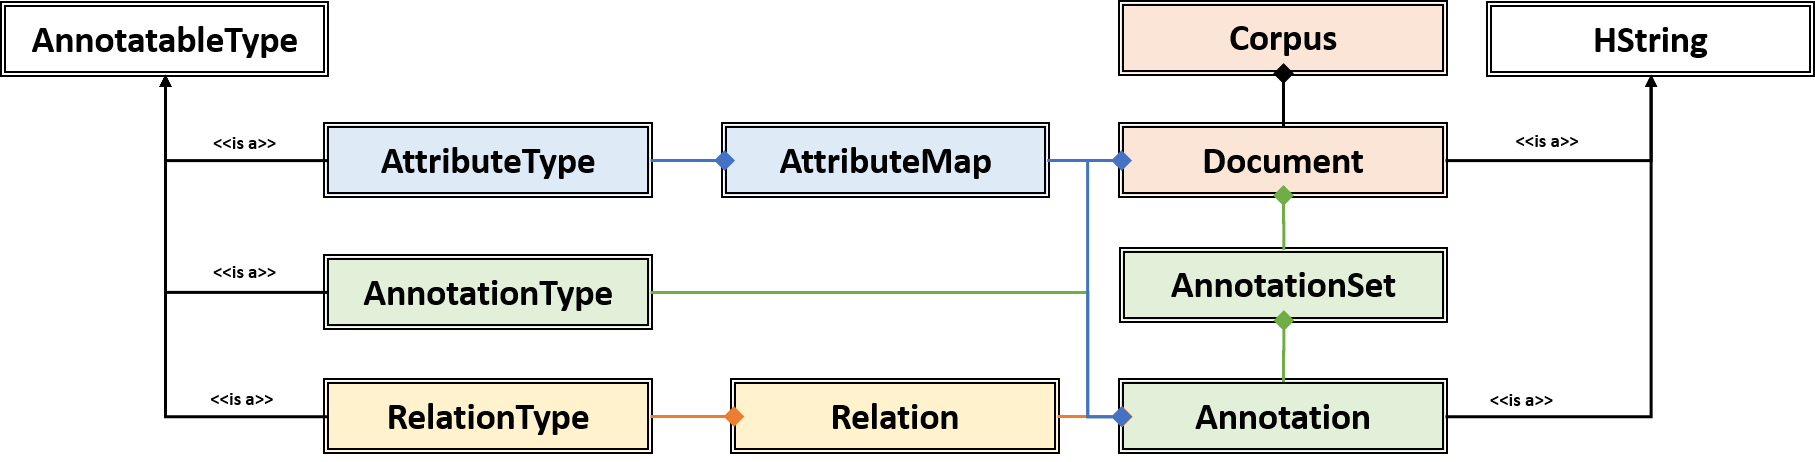 AnnotatableType
Corpus
HString
<<is a>>
AttributeType
AttributeMap
Document
<<is a>>
<<is a>>
AnnotationType
AnnotationSet
<<is a>>
RelationType
Relation
Annotation
<<is a>>